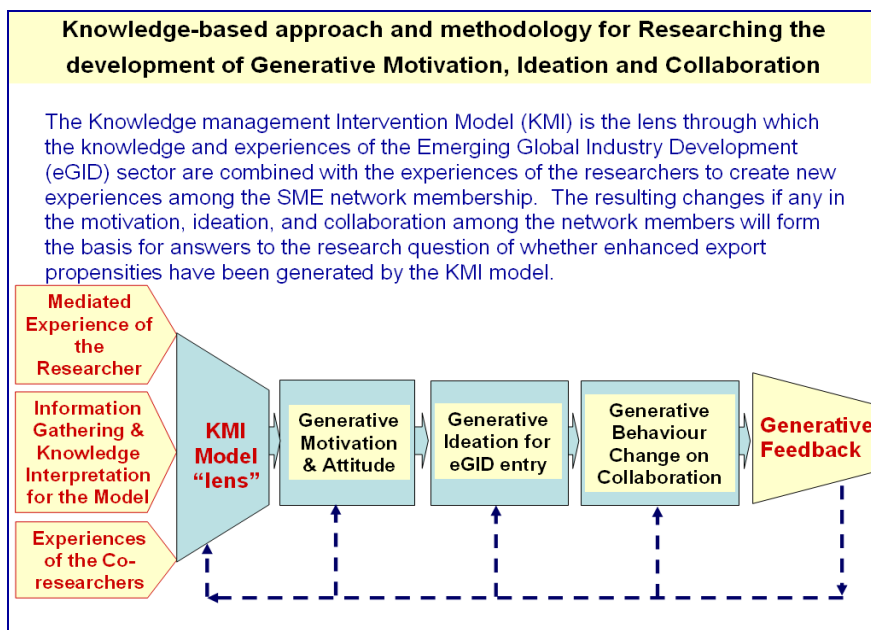 Knowledge-based approach and methodology for Researching the
development of Generative Motivation, Ideation and Collaboration
The Knowledge management Intervention Model (KMI) is the lens through which
the knowledge and experiences of the Emerging Global Industry Development
(eGID) sector are combined with the experiences of the researchers to create new
experiences among the SME network membership. The resulting changes if any in
the motivation, ideation, and collaboration among the network members will form
the basis for answers to the research question of whether enhanced export
propensities have been generated by the KMI model.
Mediated
Experience of
the
Researcher
Information
Gathering &
Knowledge
Interpretation
for the Model
Experiences
of the Co-
researchers
KMI
Model
“lens”
Generative
Motivation
& Attitude
Generative
Ideation for
eGID entry
Generative
Behaviour
Change on
Collaboration
Generative
Feedback